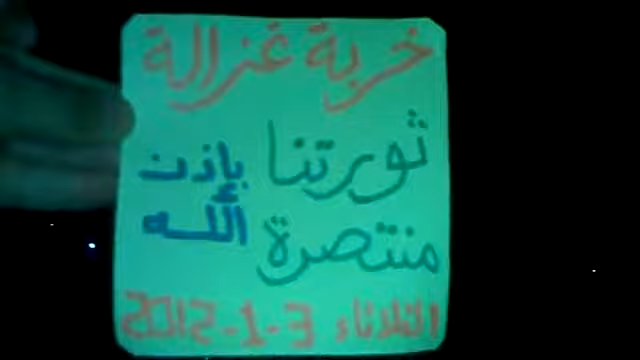 خربة غزالة
ثورتنا بإذن
منتصرة الله
الثلاثاء 3-1-2012